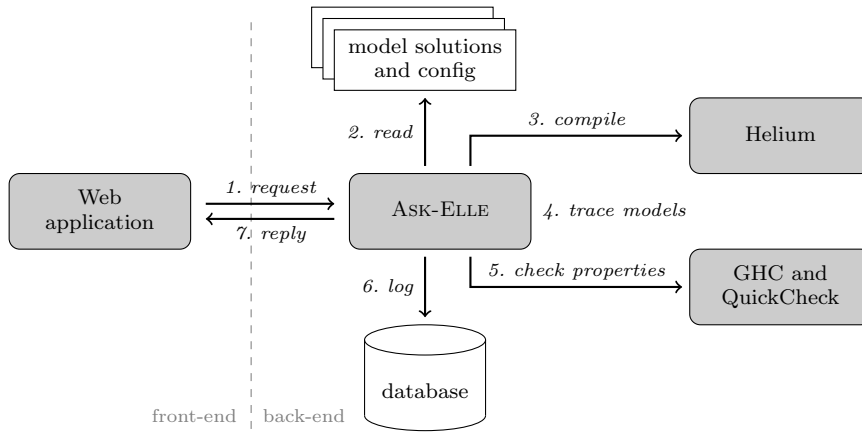 model solutions
and config
2. read
3. compile
Helium
Web
application
1. request
7. reply
ASK-ELLE
4. trace models
6. log
5. check properties
GHC and
QuickCheck
database
front-end
back-end